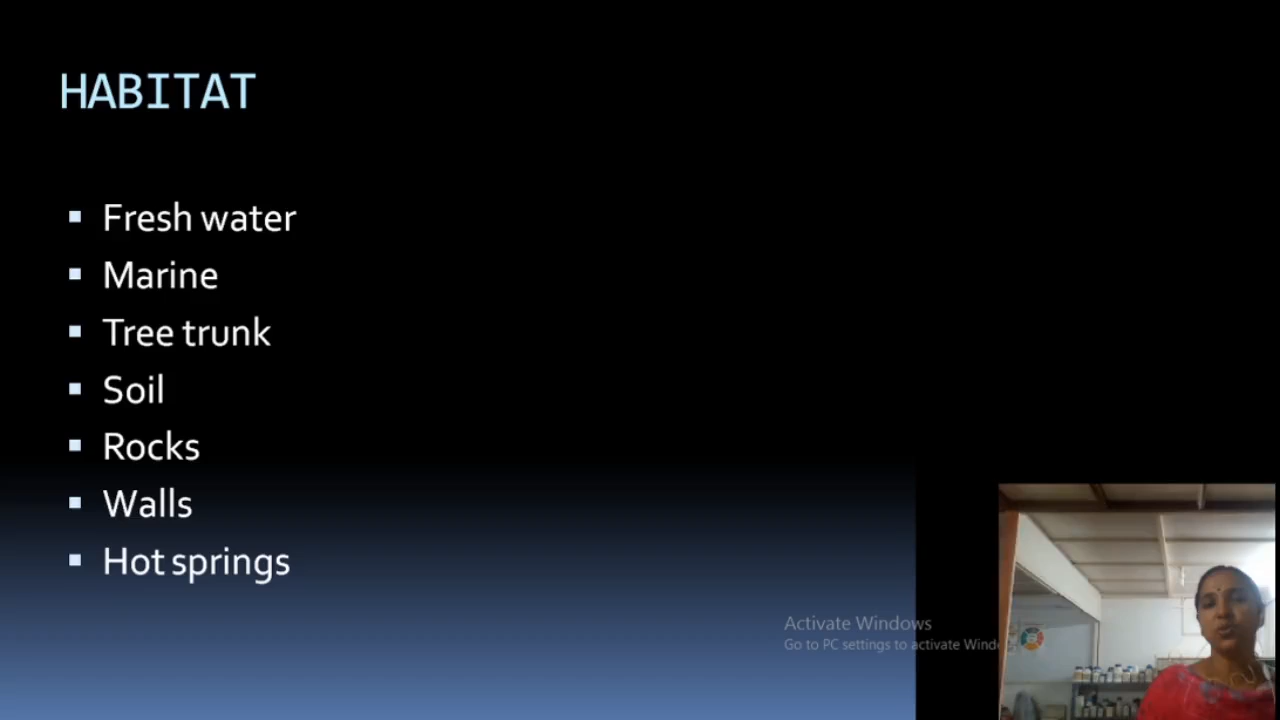 HABITAT
Fresh water
Marine
Tree trunk
Soil
Rocks
Walls
Hot springs
Activate Windows
Go to PC settings to activate